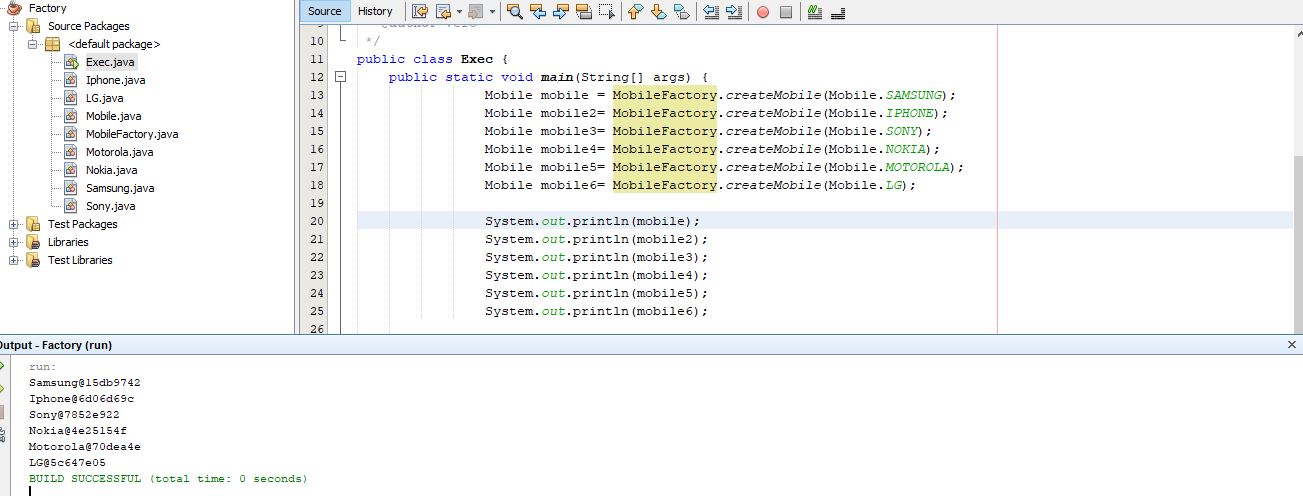 Factory
Source Packages
<default package>
Exec.java
Iphone.java
LG.java
Mobile.java
MobileFactory.java
Motorola.java
Nokia.java
Samsung.java
Sony.java
Test Packages
Libraries
Test Libraries
Source History
10 */
11 public class Exec {
12 public static void main(String[] args) {
13 Mobile mobile = MobileFactory.createMobile(Mobile.SAMSUNG);
14 Mobile mobile2= MobileFactory.createMobile(Mobile.IPHONE);
15 Mobile mobile3= MobileFactory.createMobile(Mobile.SONY);
16 Mobile mobile4= MobileFactory.createMobile(Mobile.NOKIA);
17 Mobile mobile5= MobileFactory.createMobile(Mobile.MOTOROLA);
18 Mobile mobile6= MobileFactory.createMobile(Mobile.LG);
19
20 System.out.println(mobile);
21 System.out.println(mobile2);
22 System.out.println(mobile3);
23 System.out.println(mobile4);
24 System.out.println(mobile5);
25 System.out.println(mobile6);
26
Output - Factory (run)
run:
Samsung@15db9742
Iphone@6d06d69c
Sony@7852e922
Nokia@4e25154f
Motorola@70dea4e
LG@5c647e05
BUILD SUCCESSFUL (total time: 0 seconds)